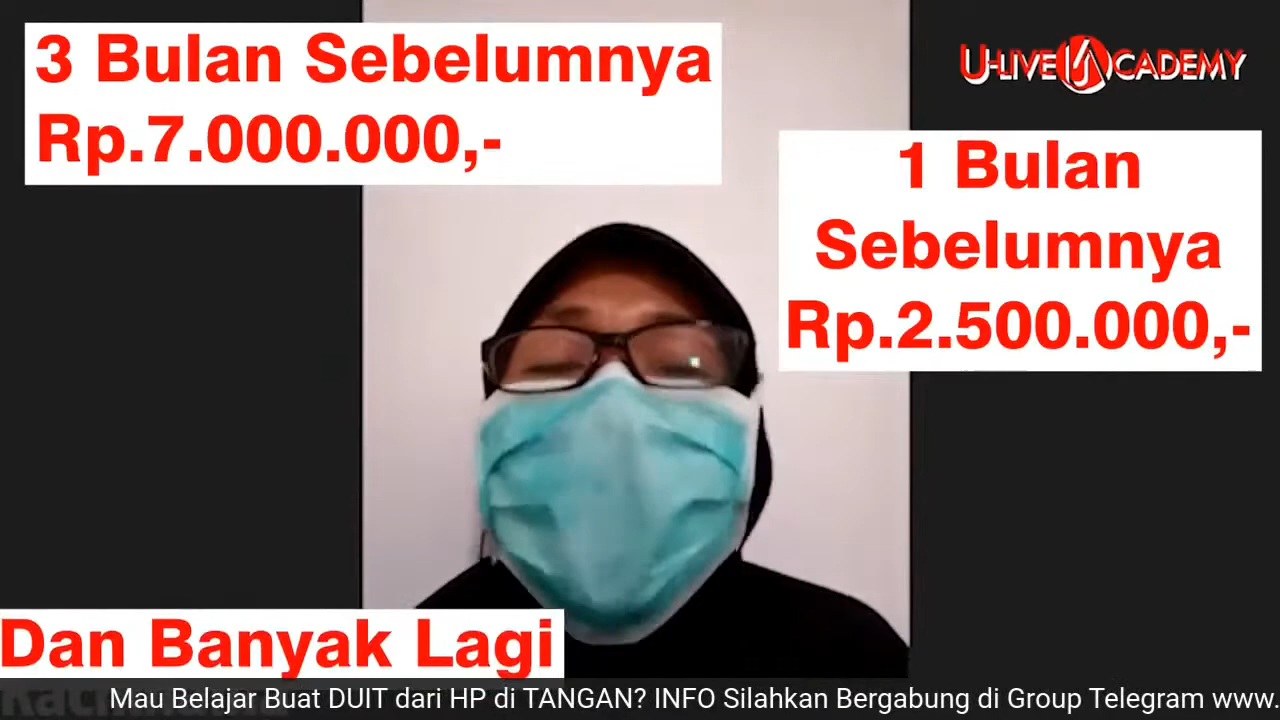 3 Bulan Sebelumnya
Rp.7.000.000,-
U-LIVE ACADEMY
1 Bulan
Sebelumnya
Rp.2.500.000,-
Dan Banyak Lagi
Mau Belajar Buat DUIT dari HP di TANGAN? INFO Silahkan Bergabung di Group Telegram www.